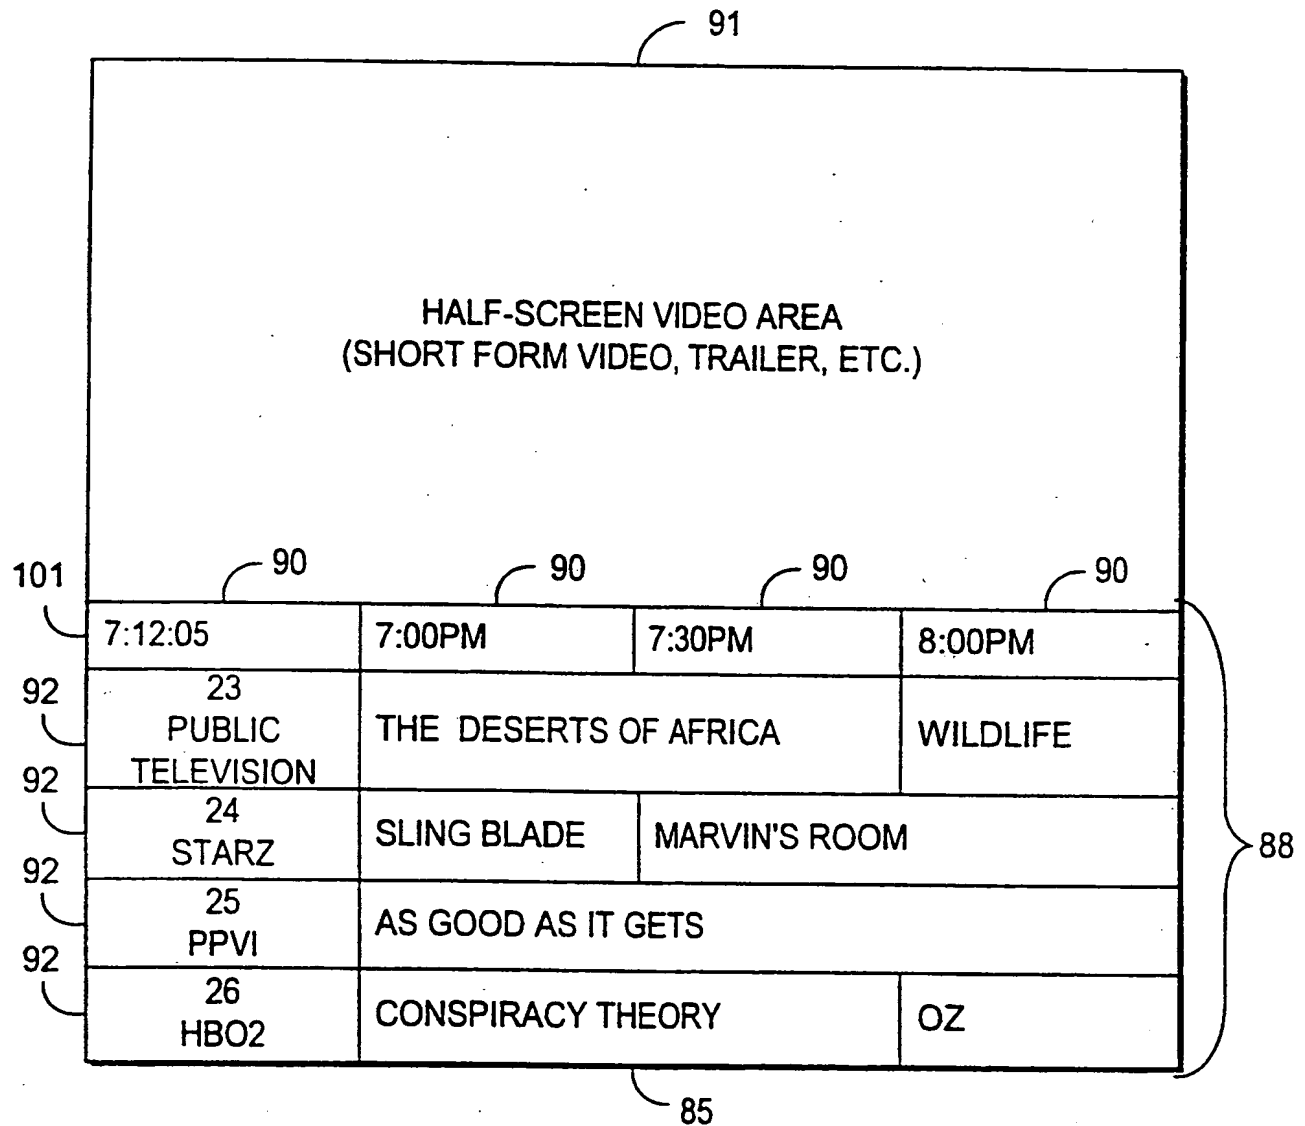 91
HALF-SCREEN VIDEO AREA
(SHORT FORM VIDEO, TRAILER, ETC.)
101
90
90
90
90
7:12:05
7:00PM
7:30PM
8:00PM
92
23
PUBLIC
TELEVISION
THE DESERTS OF AFRICA
WILDLIFE
92
24
STARZ
SLING BLADE
MARVIN'S ROOM
88
92
25
PPVI
AS GOOD AS IT GETS
92
26
HBO2
CONSPIRACY THEORY
OZ
85